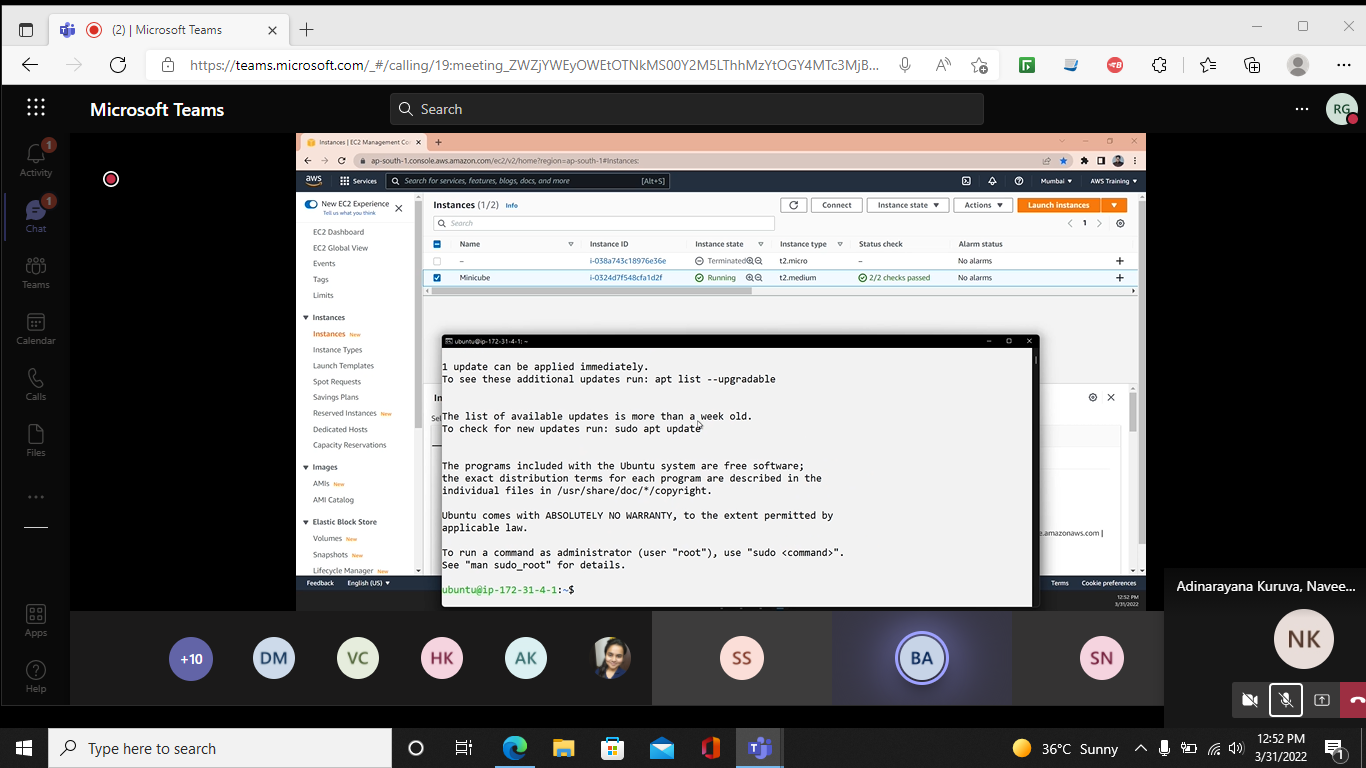 (2) | Microsoft Teams
https://teams.microsoft.com/_#/calling/19:meeting_ZWZjYWEyOWEtOTNkMS00Y2M5LThhMzYtOGY4MTc3MjB...
Microsoft Teams
Search
RG
Activity
1
Chat
1
Teams
Calendar
Calls
Files
Apps
Help
Instances | EC2 Management Co
ap-south-1.console.aws.amazon.com/ec2/v2/home?region=ap-south-1#Instances:
aws
Services
Search for services, features, blogs, docs, and more
[Alt+S]
Mumbai
AWS Training
New EC2 Experience
Tell us what you think
EC2 Dashboard
EC2 Global View
Events
Tags
Limits
Instances
Instances New
Instance Types
Launch Templates
Spot Requests
Savings Plans
Reserved Instances New
Dedicated Hosts
Capacity Reservations
Images
AMIs New
AMI Catalog
Elastic Block Store
Volumes New
Snapshots New
Lifecycle Manager New
Instances (1/2) Info
Connect
Instance state
Actions
Launch instances
Search
1
Name Instance ID Instance state Instance type Status check Alarm status
– i-038a743c18976e36e Terminated t2.micro – No alarms +
Minicube i-0324d7f548cfa1d2f Running t2.medium 2/2 checks passed No alarms +
ubuntu@ip-172-31-4-1: ~
1 update can be applied immediately.
To see these additional updates run: apt list --upgradable
The list of available updates is more than a week old.
To check for new updates run: sudo apt update
The programs included with the Ubuntu system are free software;
the exact distribution terms for each program are described in the
individual files in /usr/share/doc/*/copyright.
Ubuntu comes with ABSOLUTELY NO WARRANTY, to the extent permitted by
applicable law.
To run a command as administrator (user "root"), use "sudo <command>".
See "man sudo_root" for details.
ubuntu@ip-172-31-4-1:~$
e.amazonaws.com |
Feedback English (US)
Terms Cookie preferences
12:52 PM
3/31/2022
+10
DM
VC
HK
AK
SS
BA
SN
Adinarayana Kuruva, Navee...
NK
Type here to search
36°C Sunny
12:52 PM
3/31/2022
1